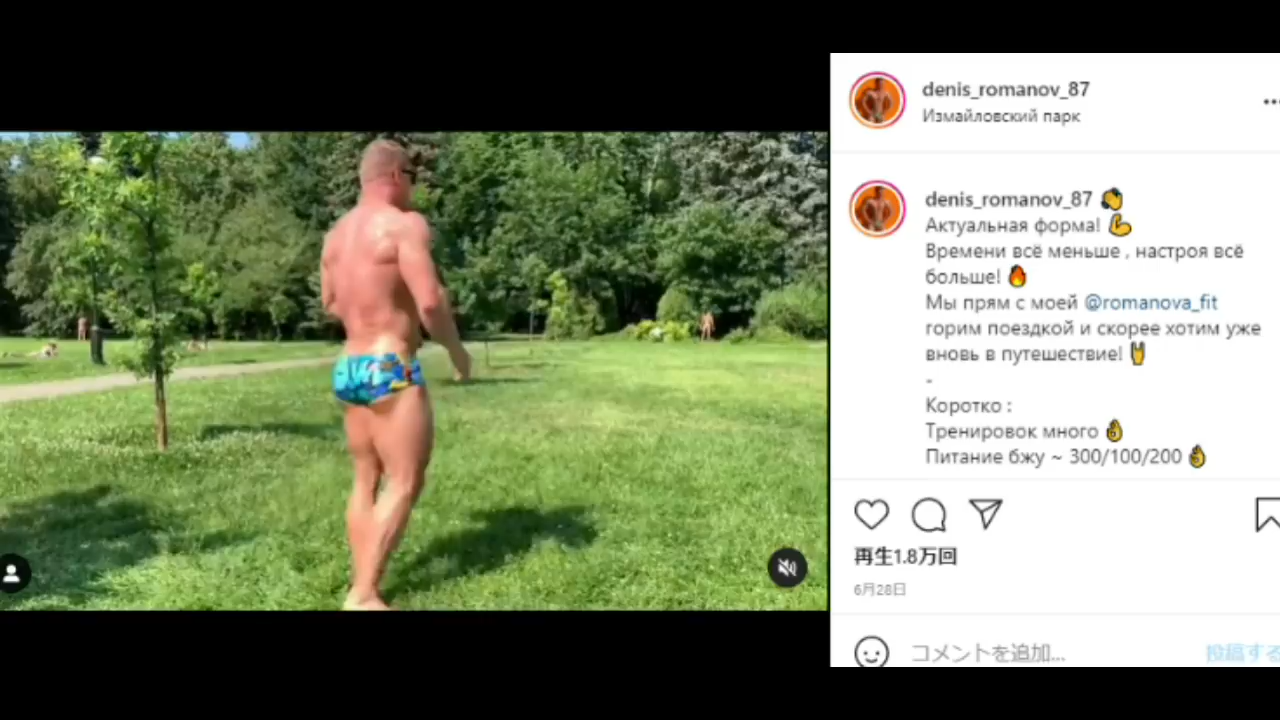 denis_romanov_87
Измайловский парк
denis_romanov_87 👏
Актуальная форма! 💪
Времени всё меньше , настроя всё
больше! 🔥
Мы прям с моей @romanova_fit
горим поездкой и скорее хотим уже
вновь в путешествие! 🤘
-
Коротко :
Тренировок много 👌
Питание бжу ~ 300/100/200 👌
再生1.8万回
6月28日
コメントを追加...
投稿する